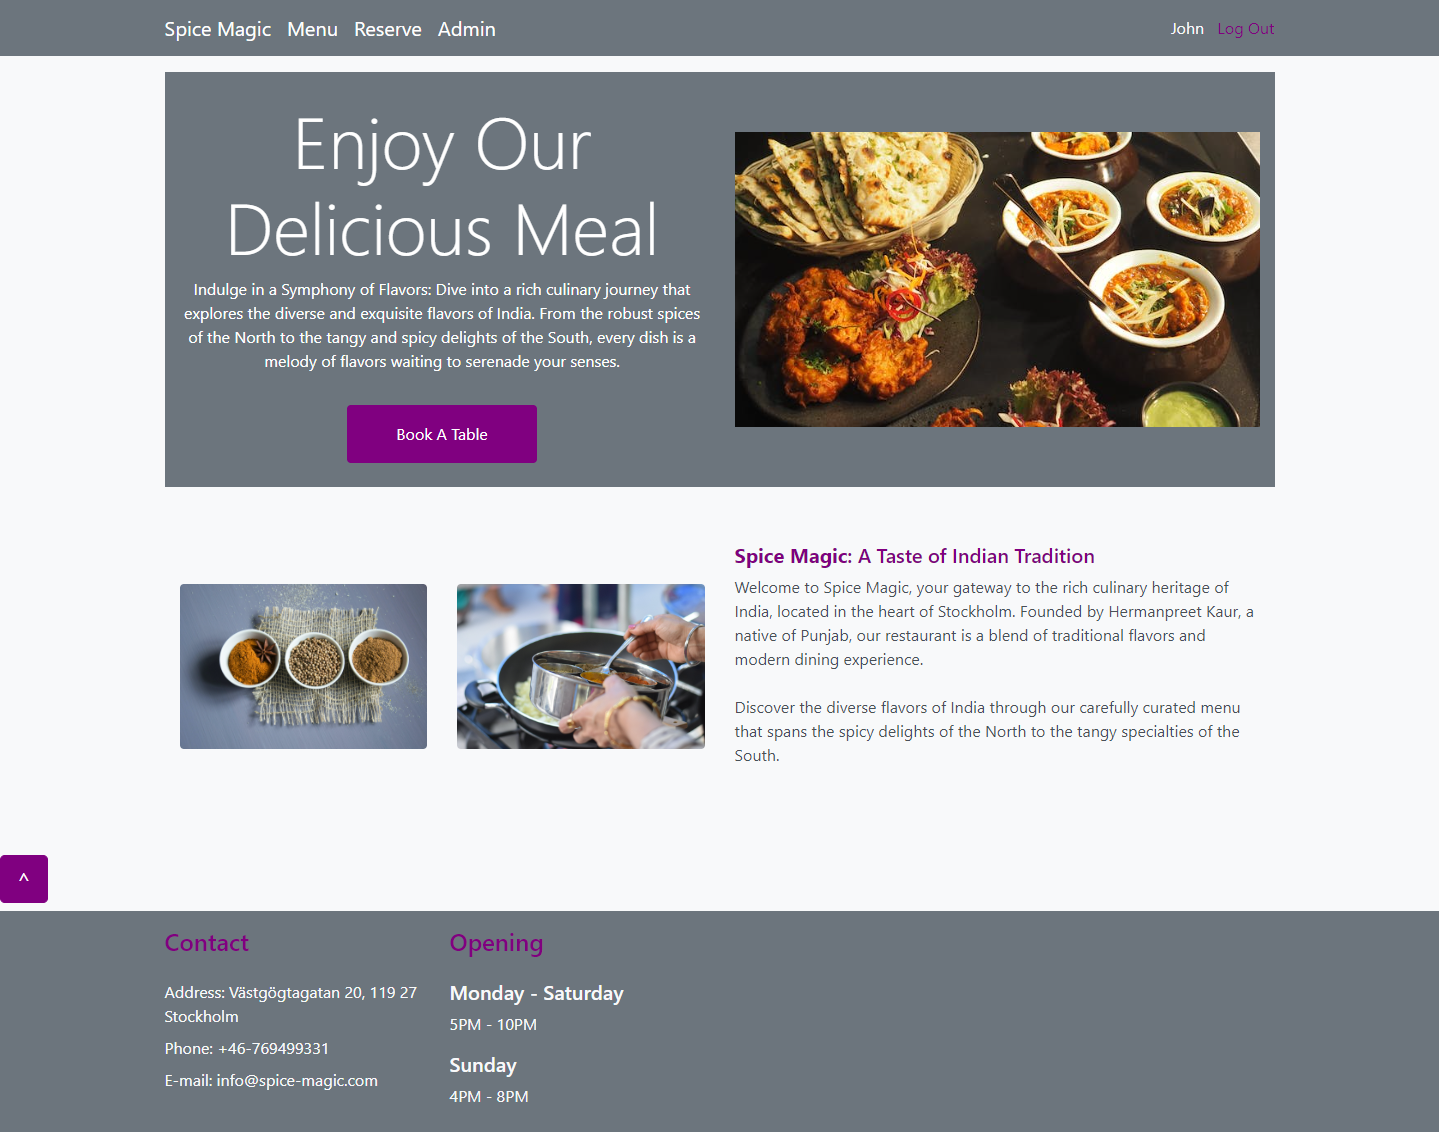 Spice Magic Menu Reserve Admin John Log Out
Enjoy Our
Delicious Meal
Indulge in a Symphony of Flavors: Dive into a rich culinary journey that
explores the diverse and exquisite flavors of India. From the robust spices
of the North to the tangy and spicy delights of the South, every dish is a
melody of flavors waiting to serenade your senses.
Book A Table
Spice Magic: A Taste of Indian Tradition
Welcome to Spice Magic, your gateway to the rich culinary heritage of
India, located in the heart of Stockholm. Founded by Hermanpreet Kaur, a
native of Punjab, our restaurant is a blend of traditional flavors and
modern dining experience.
Discover the diverse flavors of India through our carefully curated menu
that spans the spicy delights of the North to the tangy specialties of the
South.
^
Contact
Address: Västgögtagatan 20, 119 27
Stockholm
Phone: +46-769499331
E-mail: info@spice-magic.com
Opening
Monday - Saturday
5PM - 10PM
Sunday
4PM - 8PM